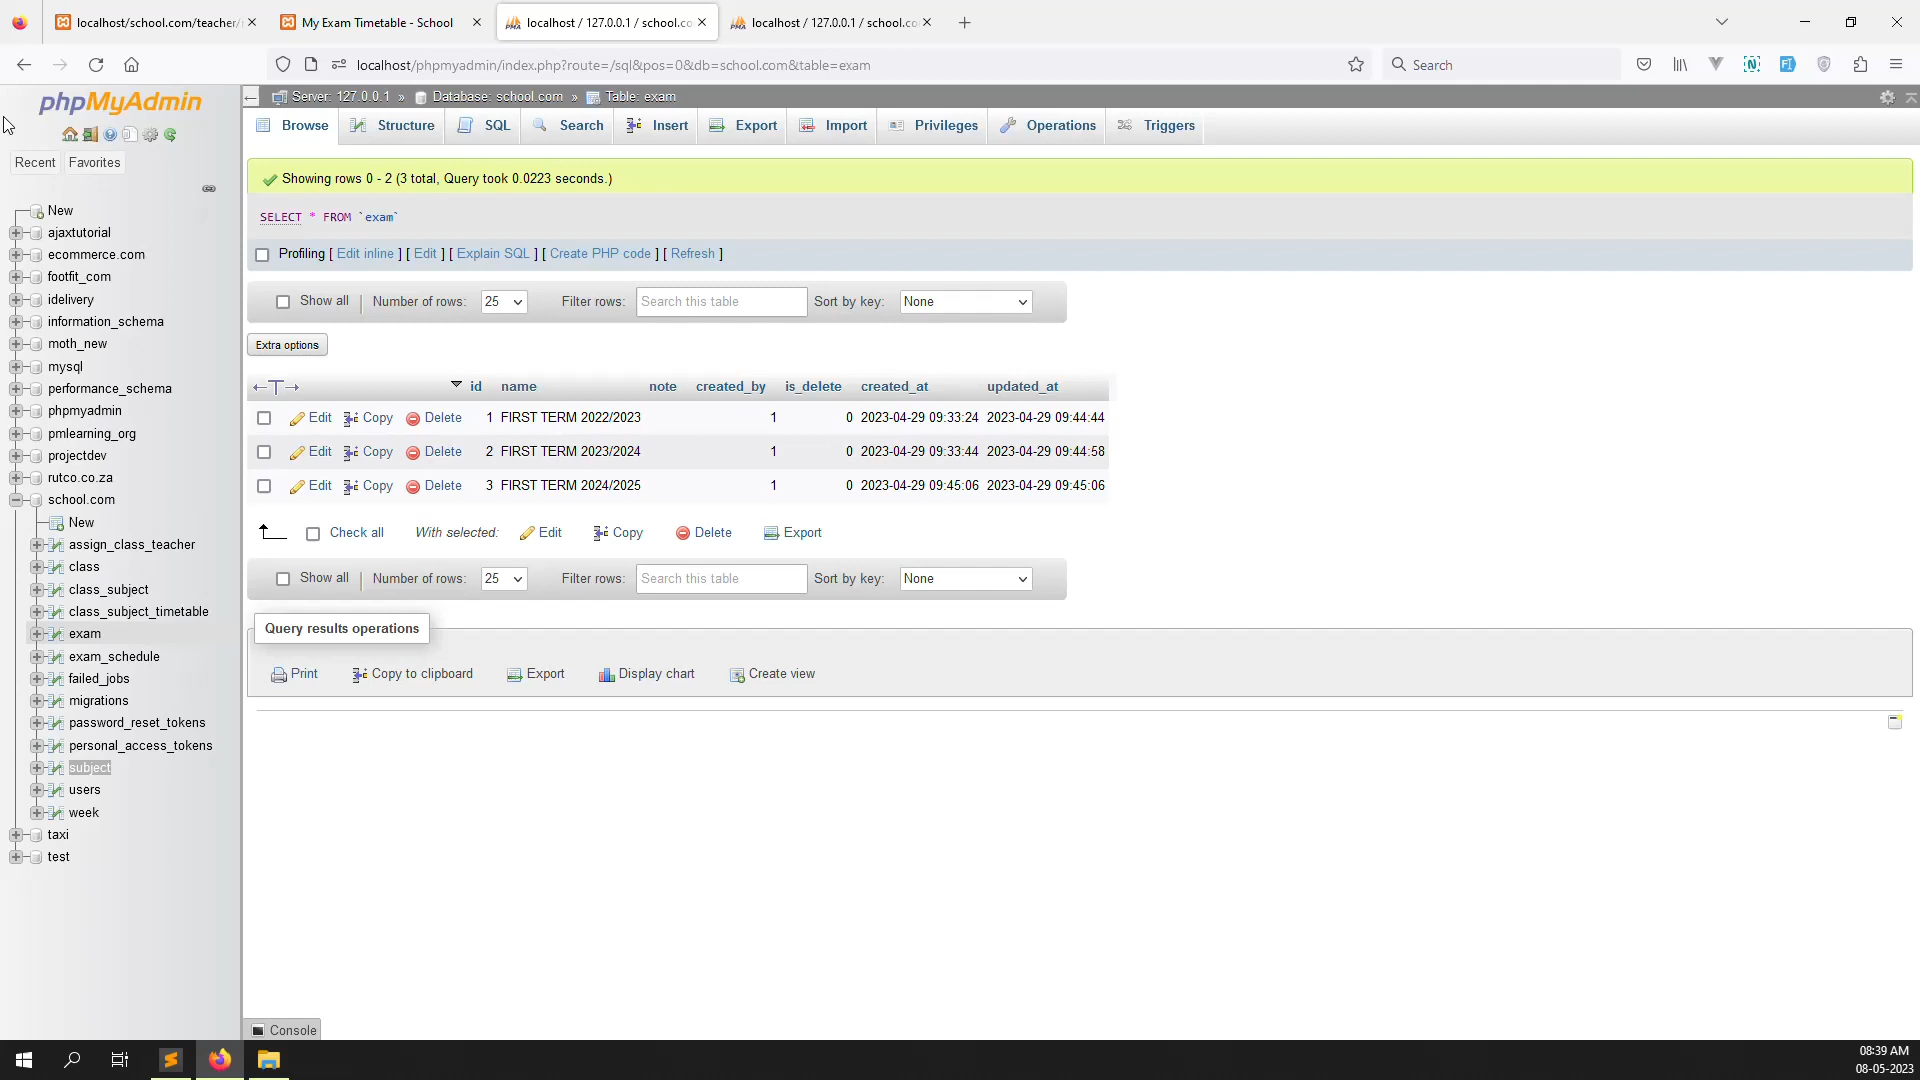 localhost/school.com/teacher/
My Exam Timetable - School
localhost / 127.0.0.1 / school.co
localhost / 127.0.0.1 / school.co
localhost/phpmyadmin/index.php?route=/sql&pos=0&db=school.com&table=exam
Search
phpMyAdmin
Recent Favorites
New
ajaxtutorial
ecommerce.com
footfit_com
idelivery
information_schema
moth_new
mysql
performance_schema
phpmyadmin
pmlearning_org
projectdev
rutco.co.za
school.com
New
assign_class_teacher
class
class_subject
class_subject_timetable
exam
exam_schedule
failed_jobs
migrations
password_reset_tokens
personal_access_tokens
subject
users
week
taxi
test
Server: 127.0.0.1 » Database: school.com » Table: exam
Browse Structure SQL Search Insert Export Import Privileges Operations Triggers
Showing rows 0 - 2 (3 total, Query took 0.0223 seconds.)
SELECT * FROM `exam`
Profiling [ Edit inline ] [ Edit ] [ Explain SQL ] [ Create PHP code ] [ Refresh ]
Show all Number of rows: 25 Filter rows: Search this table Sort by key: None
Extra options
id name note created_by is_delete created_at updated_at
Edit Copy Delete 1 FIRST TERM 2022/2023 1 0 2023-04-29 09:33:24 2023-04-29 09:44:44
Edit Copy Delete 2 FIRST TERM 2023/2024 1 0 2023-04-29 09:33:44 2023-04-29 09:44:58
Edit Copy Delete 3 FIRST TERM 2024/2025 1 0 2023-04-29 09:45:06 2023-04-29 09:45:06
Check all With selected: Edit Copy Delete Export
Show all Number of rows: 25 Filter rows: Search this table Sort by key: None
Query results operations
Print Copy to clipboard Export Display chart Create view
Console
08:39 AM
08-05-2023